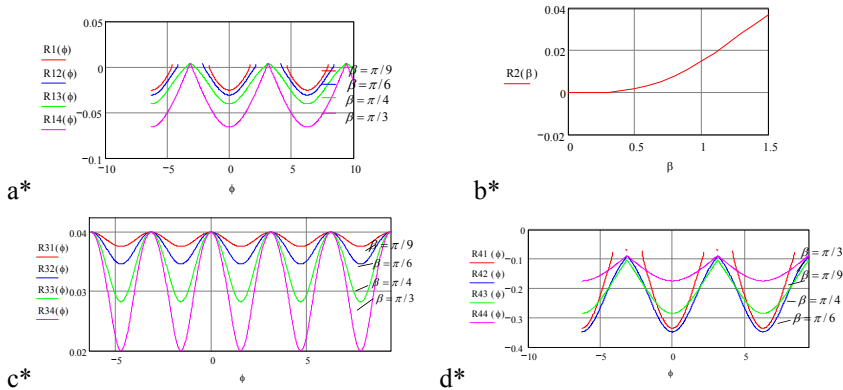 0.05
R1(ϕ)
R12(ϕ)
R13(ϕ)
R14(ϕ)
0
−0.05
−0.1
−10 −5 0 5 10
ϕ
β = π/9
β = π/6
β = π/4
β = π/3
a*
0.04
0.02
R2(β)
0
−0.02
0 0.5 1 1.5
β
b*
0.04
R31(ϕ)
R32(ϕ)
R33(ϕ)
R34(ϕ)
0.03
0.02
−5 0 5
ϕ
β = π/9
β = π/6
β = π/4
β = π/3
c*
0
R41(ϕ)
R42(ϕ)
R43(ϕ)
R44(ϕ)
−0.1
−0.2
−0.3
−0.4
−10 −5 0 5
ϕ
β = π/3
β = π/9
β = π/4
β = π/6
d*